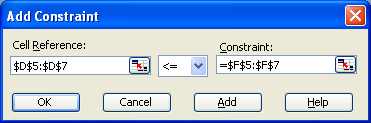 Add Constraint
Cell Reference: Constraint:
$D$5:$D$7 <= =$F$5:$F$7
OK Cancel Add Help